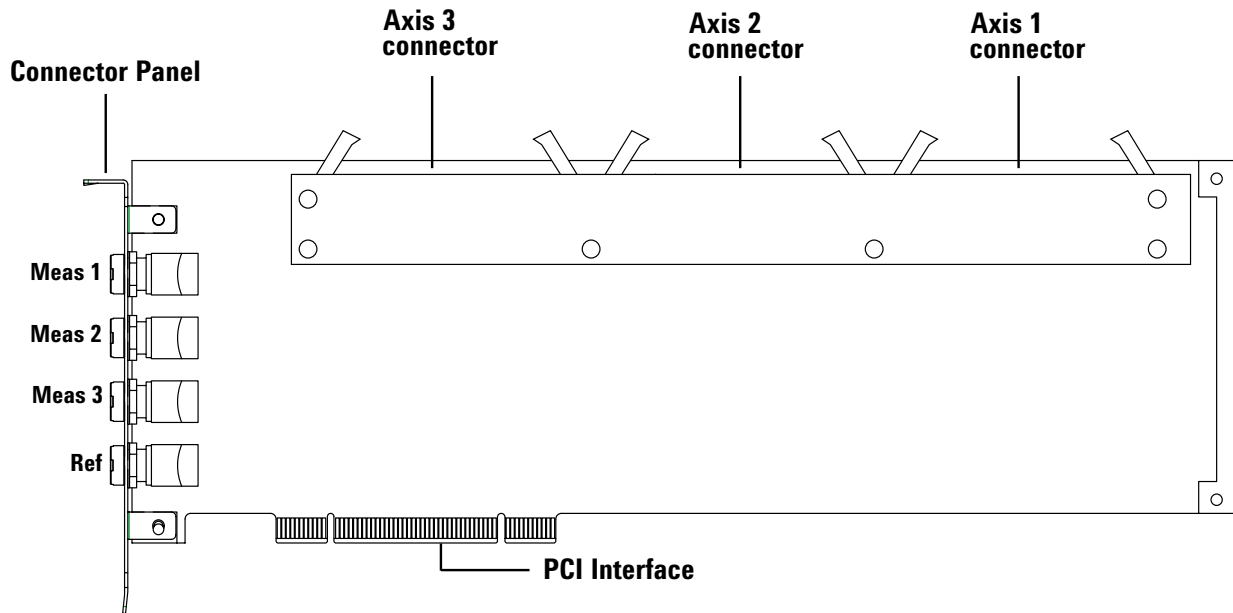 Axis 3
connector
Axis 2
connector
Axis 1
connector
Connector Panel
Meas 1
Meas 2
Meas 3
Ref
PCI Interface